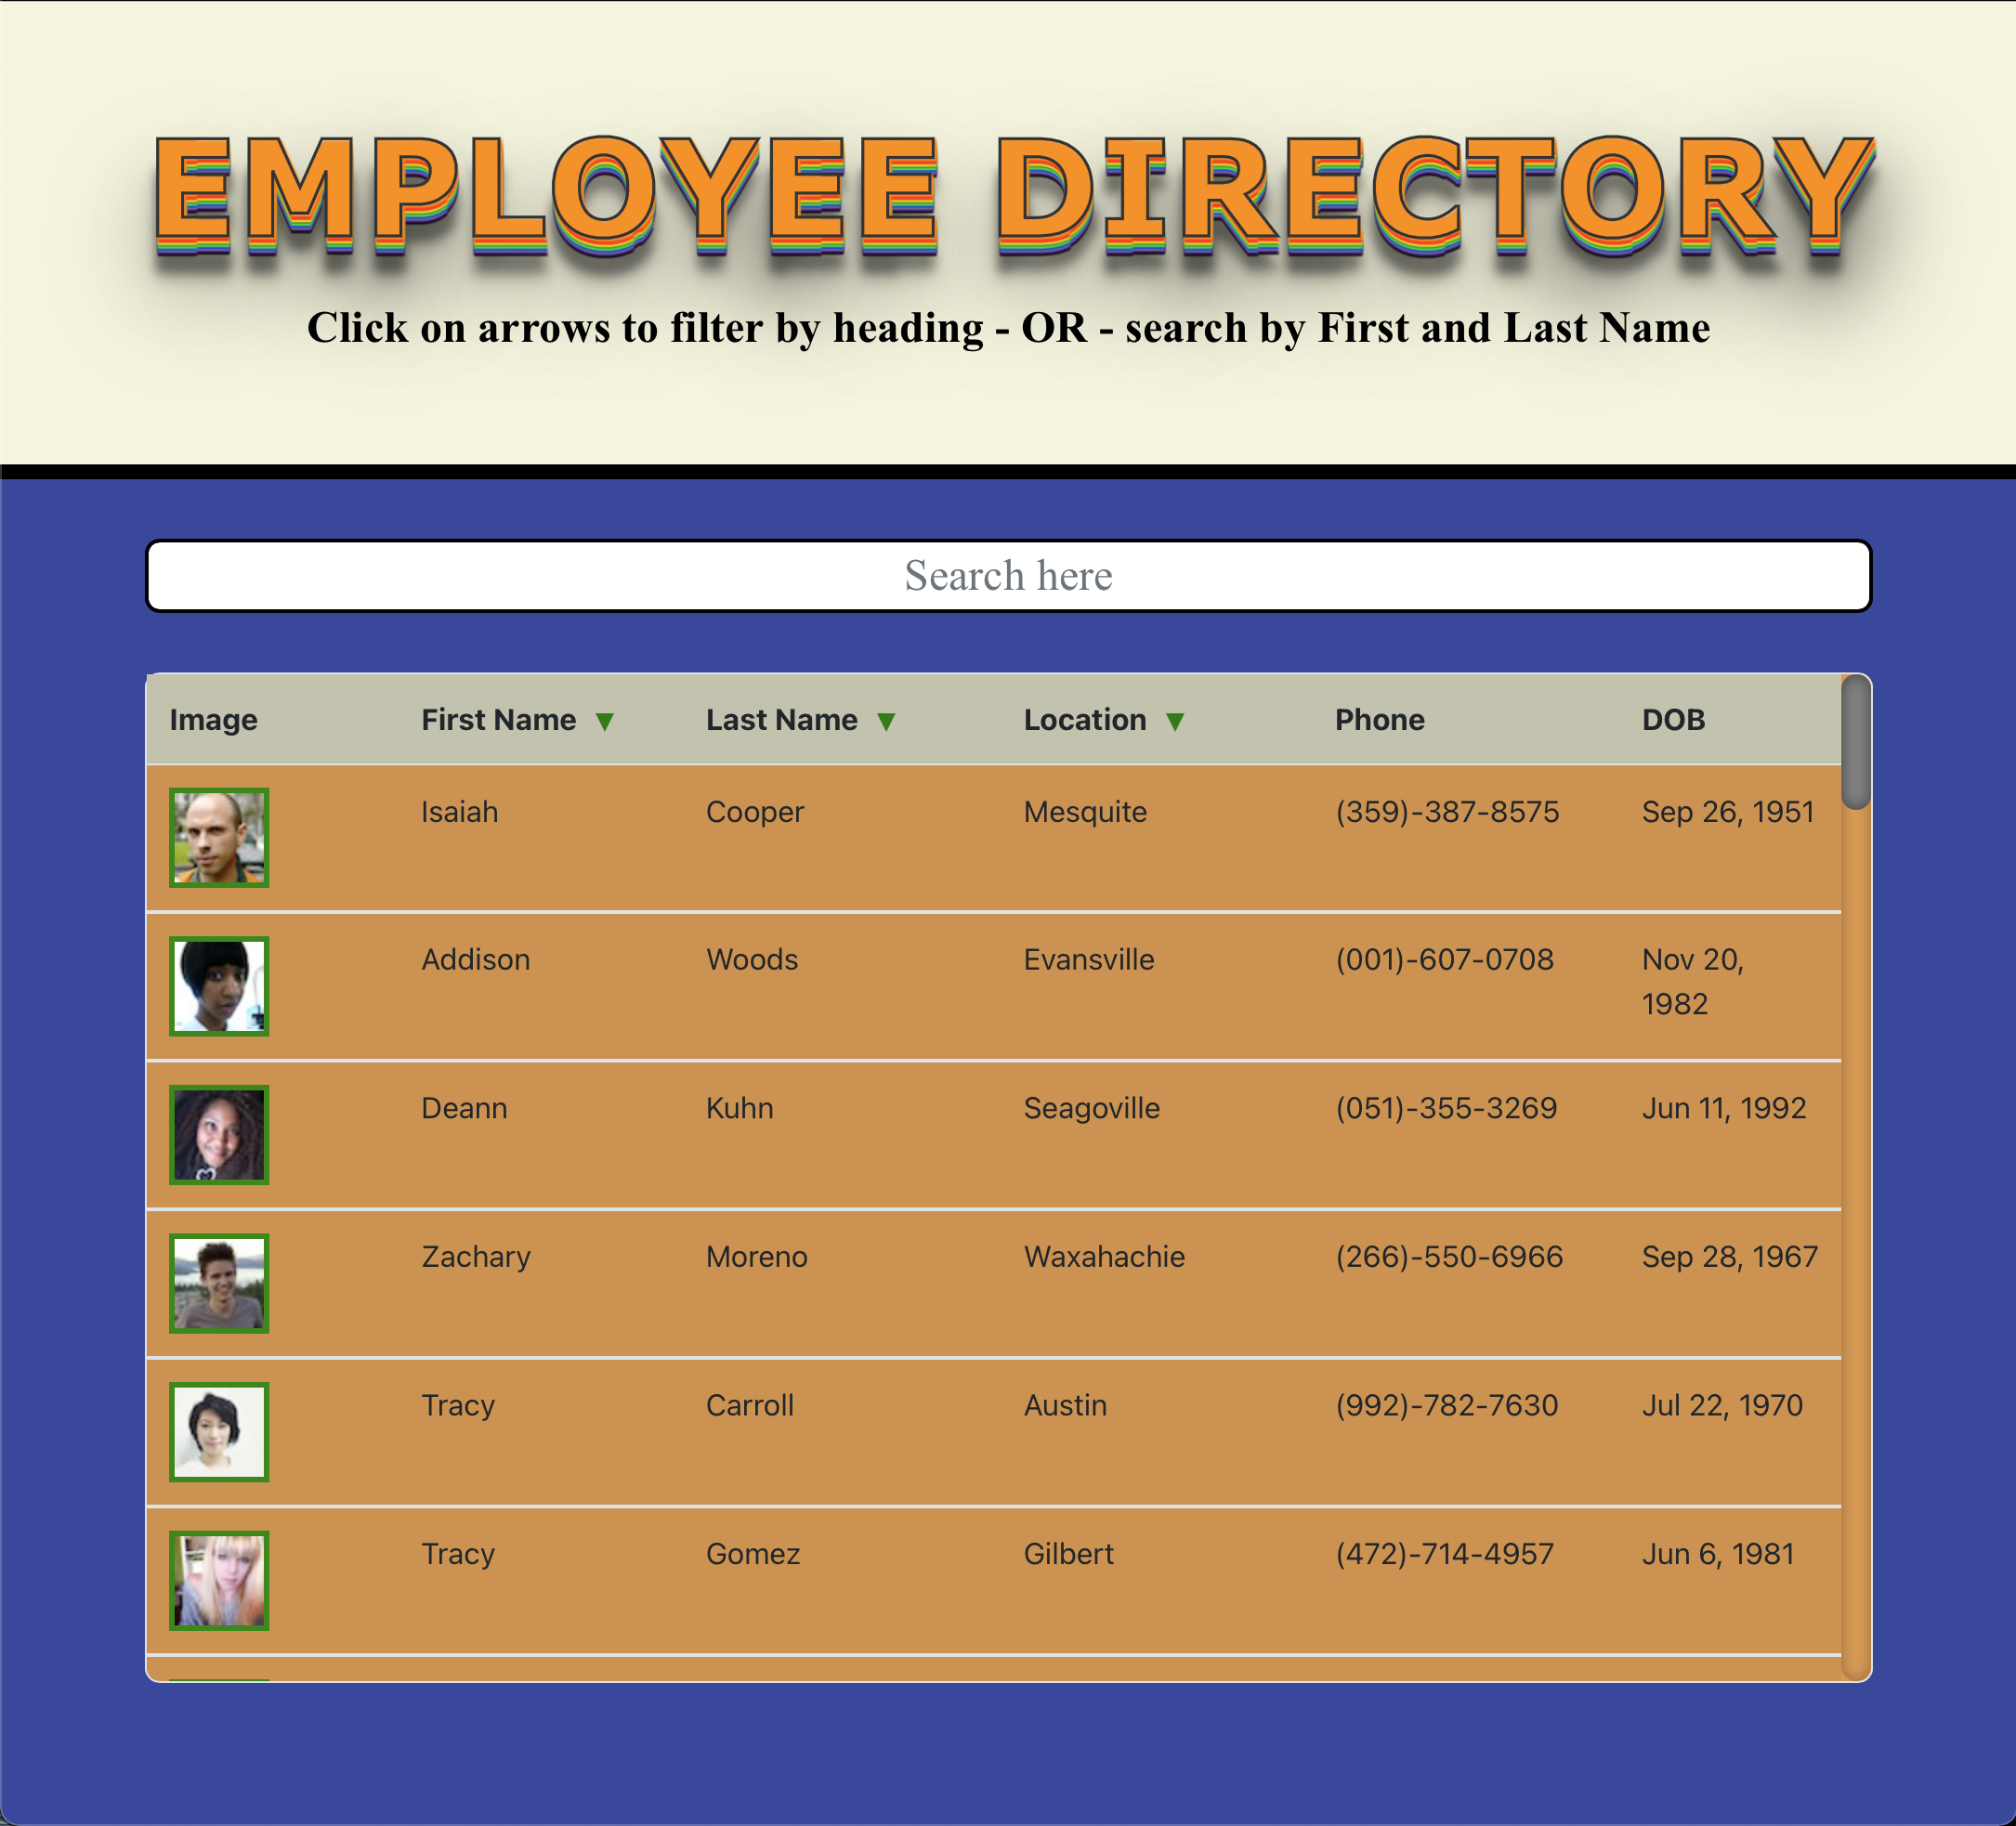 EMPLOYEE DIRECTORY
Click on arrows to filter by heading - OR - search by First and Last Name
Search here
Image First Name ▼ Last Name ▼ Location ▼ Phone DOB
Isaiah Cooper Mesquite (359)-387-8575 Sep 26, 1951
Addison Woods Evansville (001)-607-0708 Nov 20,
1982
Deann Kuhn Seagoville (051)-355-3269 Jun 11, 1992
Zachary Moreno Waxahachie (266)-550-6966 Sep 28, 1967
Tracy Carroll Austin (992)-782-7630 Jul 22, 1970
Tracy Gomez Gilbert (472)-714-4957 Jun 6, 1981